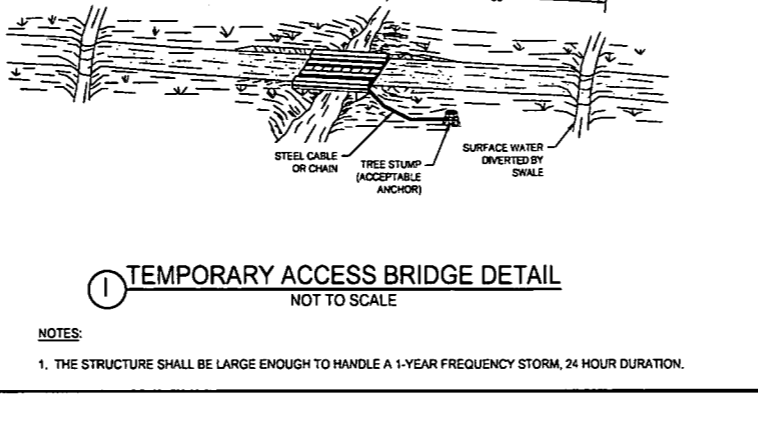 STEEL CABLE
OR CHAIN
TREE STUMP
(ACCEPTABLE
ANCHOR)
SURFACE WATER
DIVERTED BY
SWALE
1 TEMPORARY ACCESS BRIDGE DETAIL
NOT TO SCALE
NOTES:
1. THE STRUCTURE SHALL BE LARGE ENOUGH TO HANDLE A 1-YEAR FREQUENCY STORM, 24 HOUR DURATION.